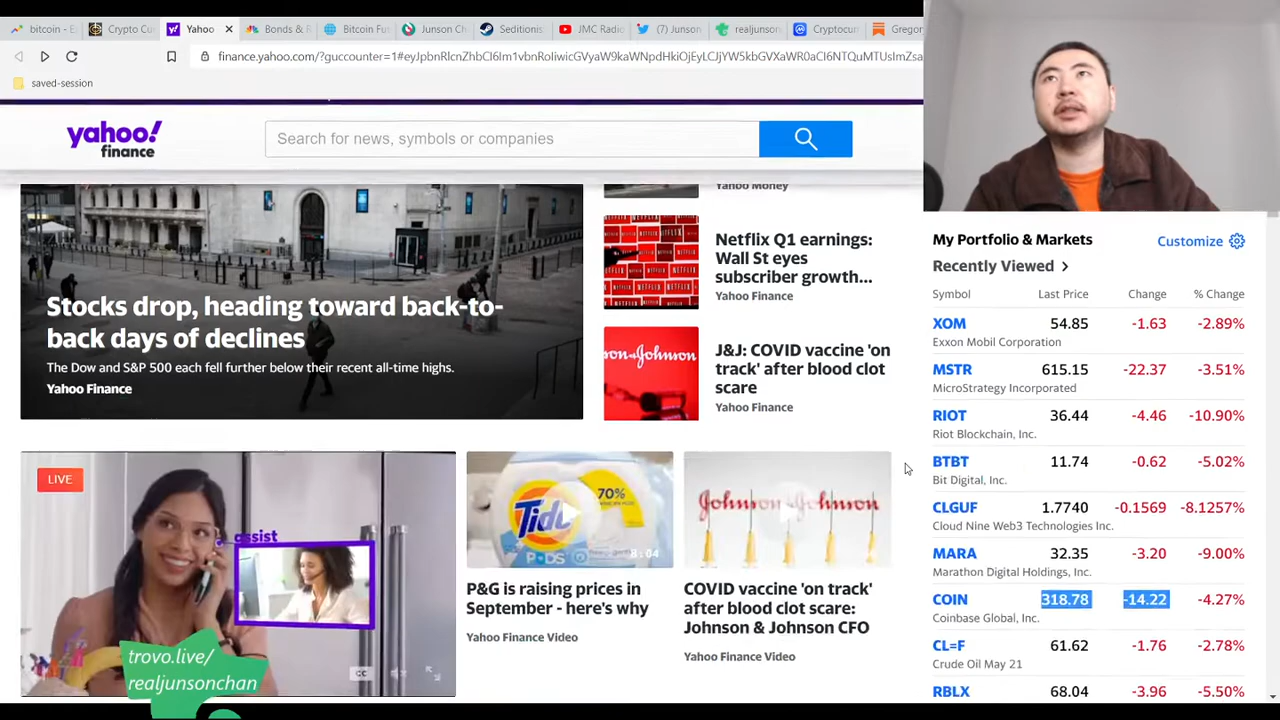 bitcoin - E
Crypto Cu
Yahoo
Bonds & R
Bitcoin Fut
Junson Ch
Seditionis
JMC Radio
(7) Junson
realjunson
Cryptocur
Gregor
finance.yahoo.com/?guccounter=1#
saved-session
yahoo!
finance
Search for news, symbols or companies
Stocks drop, heading toward back-to-
back days of declines
The Dow and S&P 500 each fell further below their recent all-time highs.
Yahoo Finance
Yahoo Money
Netflix Q1 earnings:
Wall St eyes
subscriber growth...
Yahoo Finance
NETFLIX
J&J: COVID vaccine 'on
track' after blood clot
scare
Yahoo Finance
LIVE
assist
CC
trovo.live/
realjunsonchan
Tide
PODS
70%
8:04
P&G is raising prices in
September - here's why
Yahoo Finance Video
Johnson & Johnson
COVID vaccine 'on track'
after blood clot scare:
Johnson & Johnson CFO
Yahoo Finance Video
My Portfolio & Markets
Customize
Recently Viewed
Symbol Last Price Change % Change
XOM 54.85 -1.63 -2.89%
Exxon Mobil Corporation
MSTR 615.15 -22.37 -3.51%
MicroStrategy Incorporated
RIOT 36.44 -4.46 -10.90%
Riot Blockchain, Inc.
BTBT 11.74 -0.62 -5.02%
Bit Digital, Inc.
CLGUF 1.7740 -0.1569 -8.1257%
Cloud Nine Web3 Technologies Inc.
MARA 32.35 -3.20 -9.00%
Marathon Digital Holdings, Inc.
COIN 318.78 -14.22 -4.27%
Coinbase Global, Inc.
CL=F 61.62 -1.76 -2.78%
Crude Oil May 21
RBLX 68.04 -3.96 -5.50%